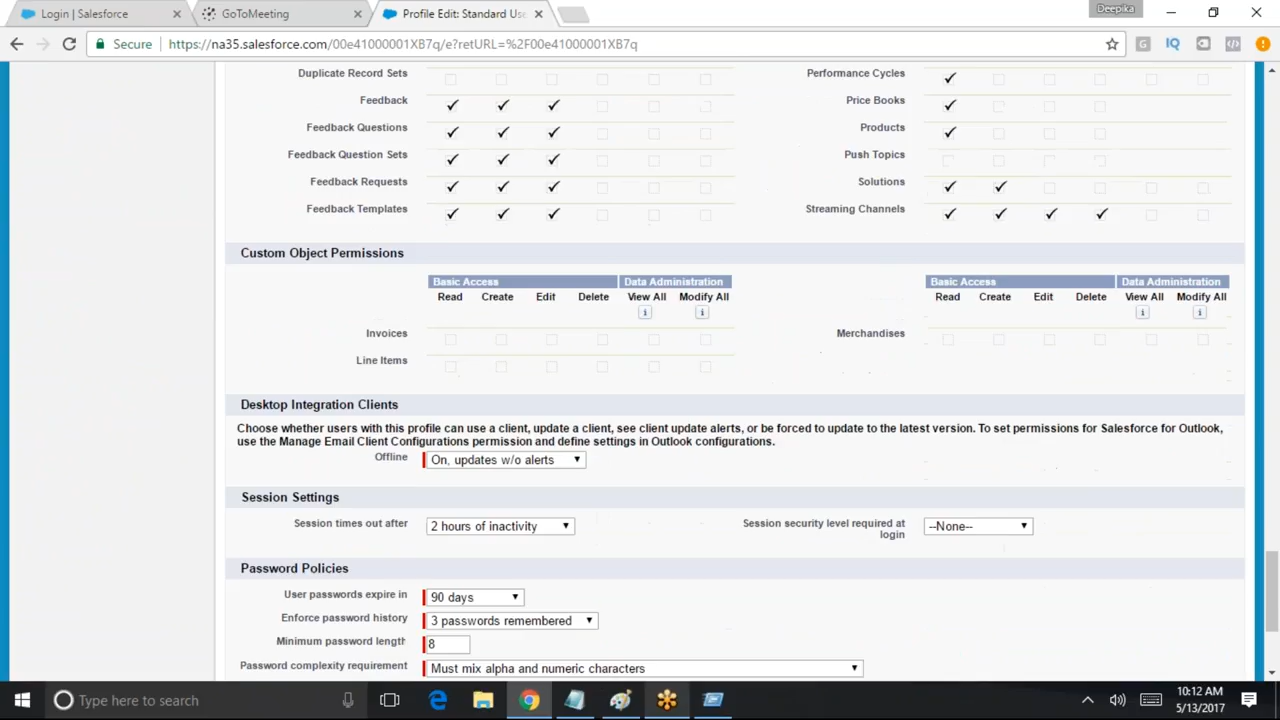 Login | Salesforce
GoToMeeting
Profile Edit: Standard Use
Deepika
Secure
https://na35.salesforce.com/00e41000001XB7q/e?retURL=%2F00e41000001XB7q
IQ
Duplicate Record Sets
Performance Cycles
Feedback
Price Books
Feedback Questions
Products
Feedback Question Sets
Push Topics
Feedback Requests
Solutions
Feedback Templates
Streaming Channels
Custom Object Permissions
Basic Access Data Administration
Basic Access Data Administration
Read Create Edit Delete View All Modify All
Read Create Edit Delete View All Modify All
Invoices
Merchandises
Line Items
Desktop Integration Clients
Choose whether users with this profile can use a client, update a client, see client update alerts, or be forced to update to the latest version. To set permissions for Salesforce for Outlook,
use the Manage Email Client Configurations permission and define settings in Outlook configurations.
Offline On, updates w/o alerts
Session Settings
Session times out after 2 hours of inactivity
Session security level required at
login
--None--
Password Policies
User passwords expire in 90 days
Enforce password history 3 passwords remembered
Minimum password length 8
Password complexity requirement Must mix alpha and numeric characters
Type here to search
10:12 AM
5/13/2017